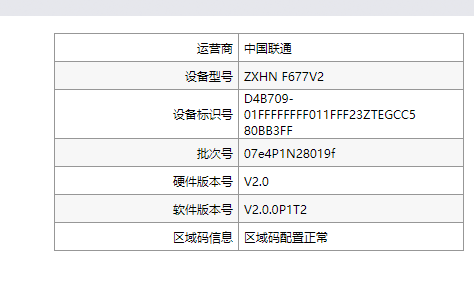 运营商 中国联通
设备型号 ZXHN F677V2
设备标识号 D4B709-
01FFFFFFFF011FFF23ZTEGCC5
80BB3FF
批次号 07e4P1N28019f
硬件版本号 V2.0
软件版本号 V2.0.0P1T2
区域码信息 区域码配置正常